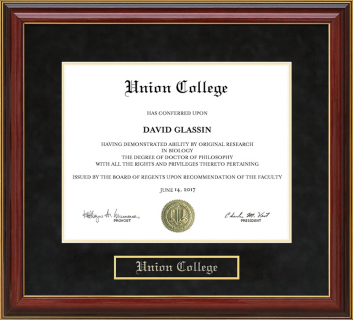 Union College
HAS CONFERRED UPON
DAVID GLASSIN
HAVING DEMONSTRATED ABILITY BY ORIGINAL RESEARCH
IN BIOLOGY
THE DEGREE OF DOCTOR OF PHILOSOPHY
WITH ALL THE RIGHTS AND PRIVILEGES THERETO PERTAINING
ISSUED BY THE BOARD OF REGENTS UPON RECOMMENDATION OF THE FACULTY
JUNE 14, 2017
PROVOST
PRESIDENT
Union College